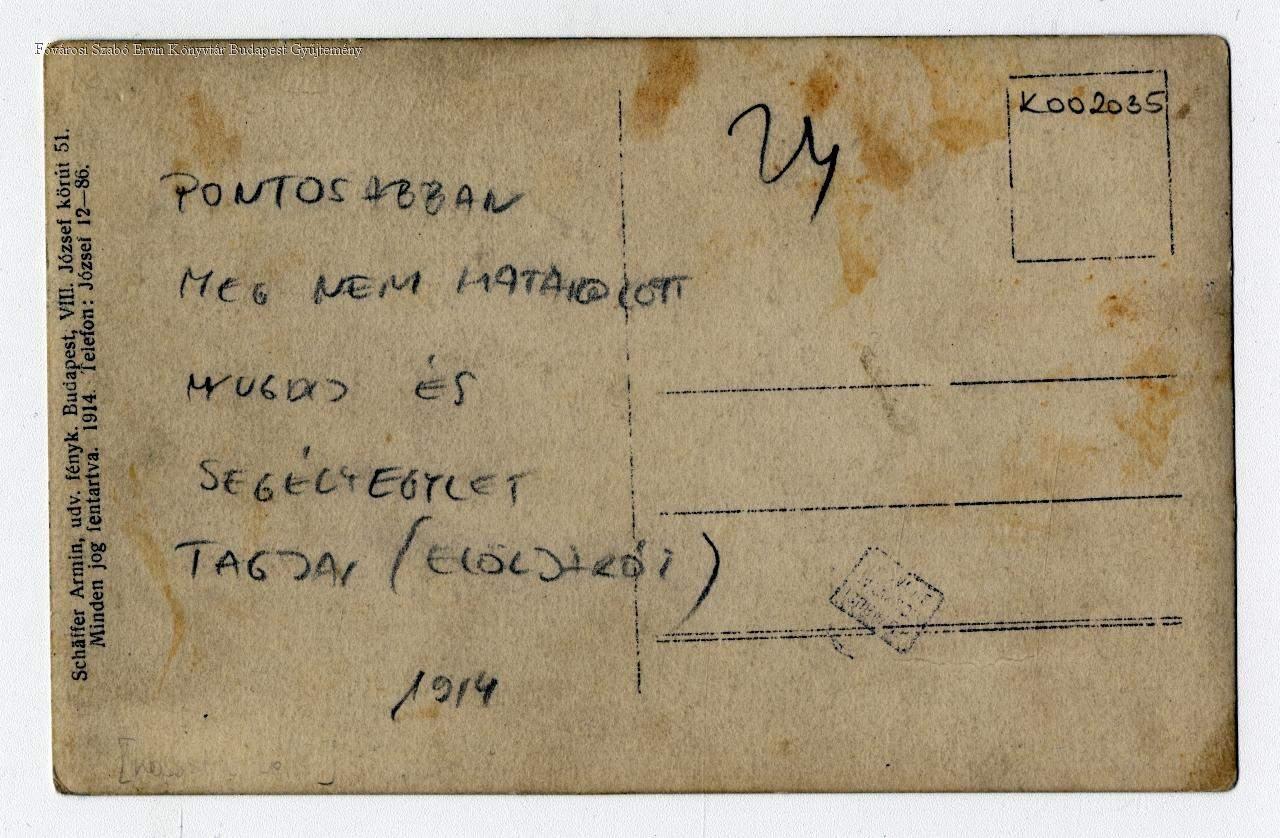 Fővárosi Szabó Ervin Könyvtár Budapest Gyűjtemény
K002035
Schäffer Armin, udv. fényk. Budapest, VIII. József körút 51.
Minden jog fentartva. 1914. Telefon: József 12—86.
PONTOSABBAN
MEG NEM HATÁROZOTT
NYUGDÍJ ÉS
SEGÉLYEGYLET
TAGJAI (ELÖLJÁRÓI)
1914